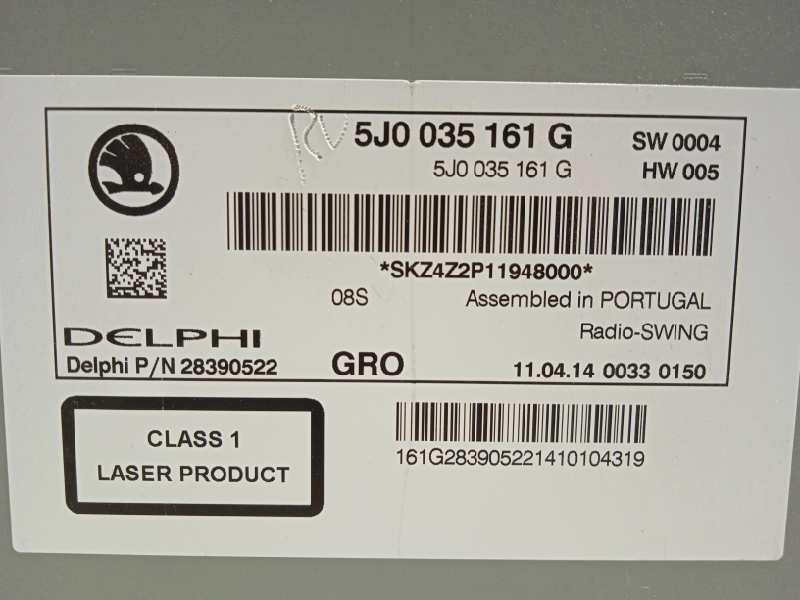 RV
5J0 035 161 G SW 0004
5J0 035 161 G HW 005
*SKZ4Z2P11948000*
08S Assembled in PORTUGAL
DELPHI Radio-SWING
Delphi P/N 28390522 GRO 11.04.14 0033 0150
CLASS 1
LASER PRODUCT
161G283905221410104319